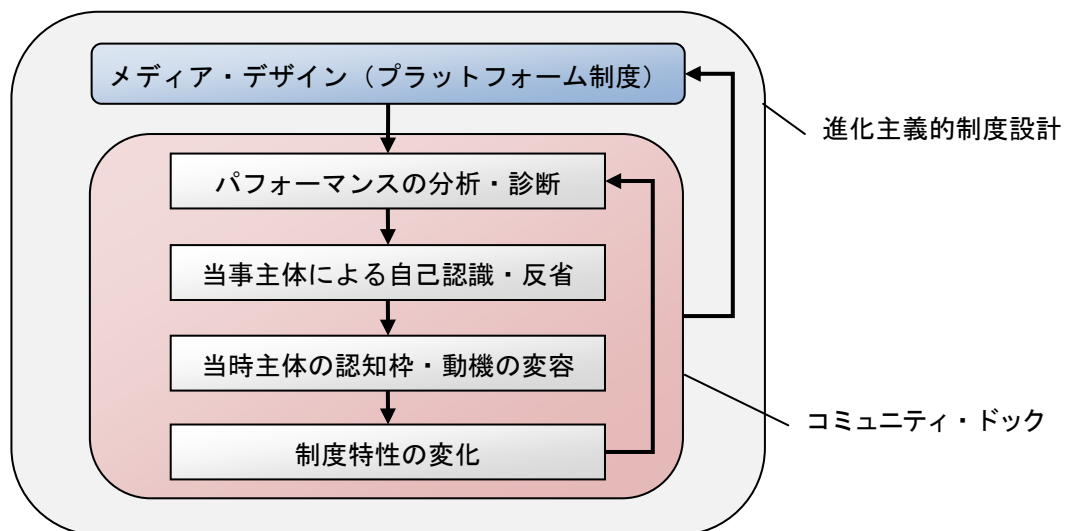 メディア・デザイン（プラットフォーム制度）
進化主義的制度設計
パフォーマンスの分析・診断
当事主体による自己認識・反省
当時主体の認知枠・動機の変容
コミュニティ・ドック
制度特性の変化